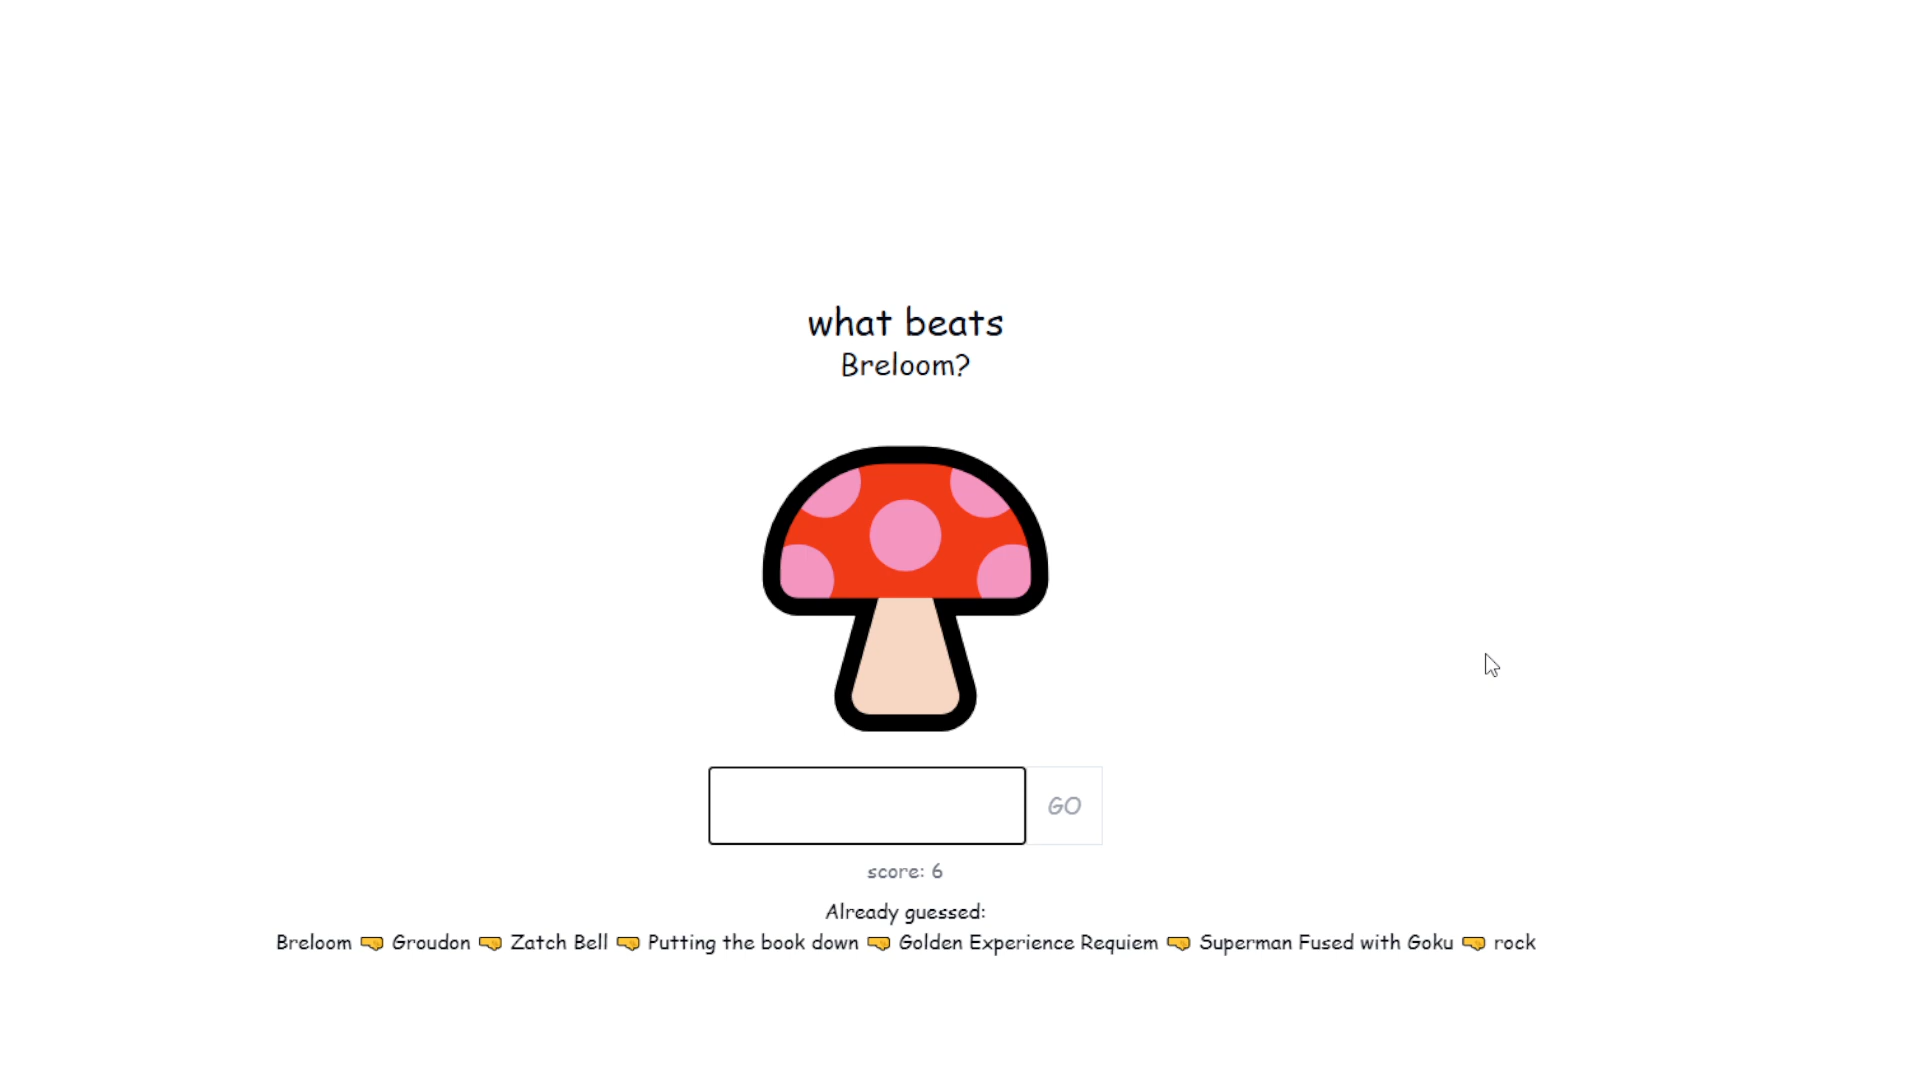 what beats
Breloom?
GO
score: 6
Already guessed:
Breloom 🤜 Groudon 🤜 Zatch Bell 🤜 Putting the book down 🤜 Golden Experience Requiem 🤜 Superman Fused with Goku 🤜 rock